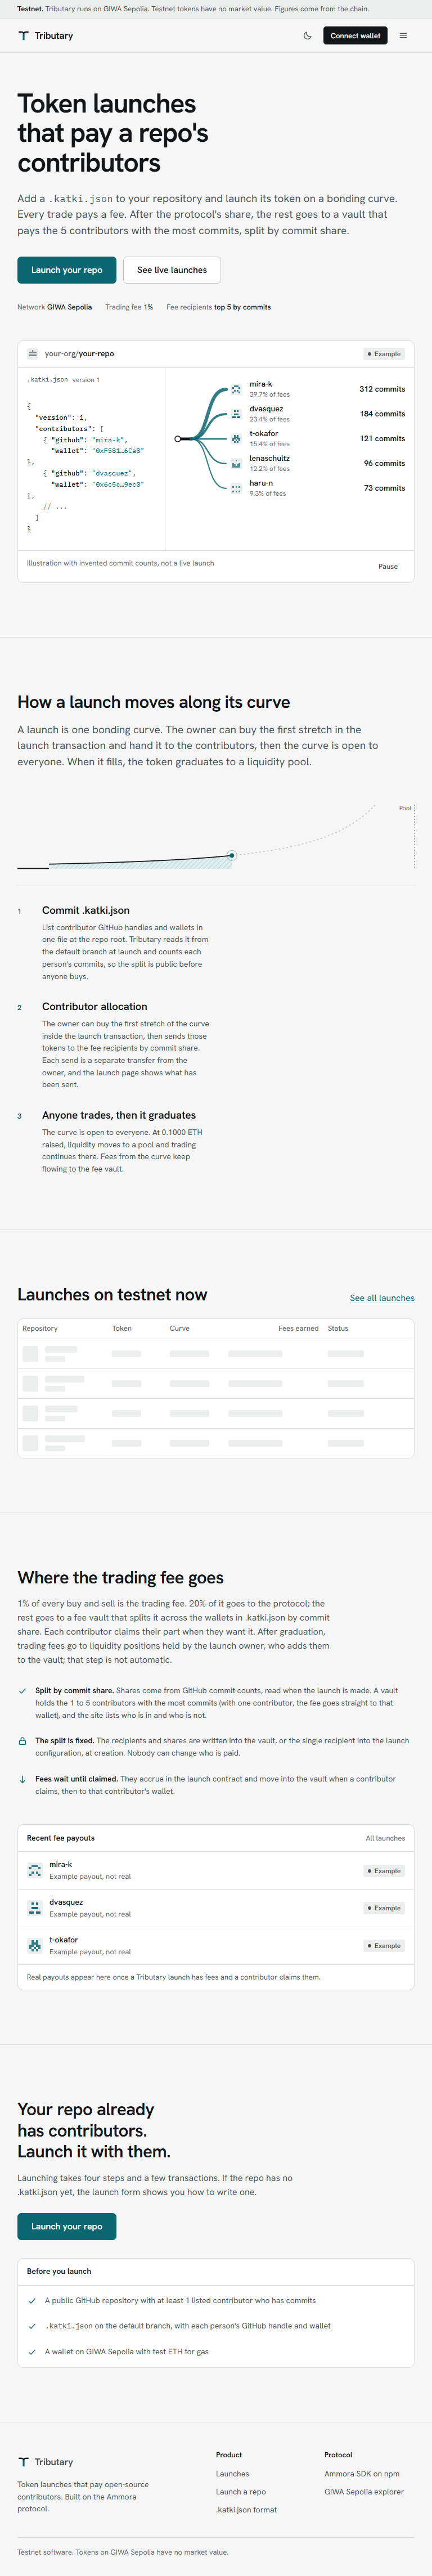 Testnet. Tributary runs on GIWA Sepolia. Testnet tokens have no market value. Figures come from the chain.
Tributary
Connect wallet
Token launches
that pay a repo's
contributors
Add a .katki.json to your repository and launch its token on a bonding curve.
Every trade pays a fee. After the protocol's share, the rest goes to a vault that
pays the 5 contributors with the most commits, split by commit share.
Launch your repo
See live launches
Network GIWA Sepolia
Trading fee 1%
Fee recipients top 5 by commits
your-org/your-repo
Example
.katki.json version 1
{
"version": 1,
"contributors": [
{ "github": "mira-k",
"wallet": "0xF581…6Ca8"
},
{ "github": "dvasquez",
"wallet": "0x6c5c…9ec0"
},
// ...
]
}
mira-k
39.7% of fees
312 commits
dvasquez
23.4% of fees
184 commits
t-okafor
15.4% of fees
121 commits
lenaschultz
12.2% of fees
96 commits
haru-n
9.3% of fees
73 commits
Illustration with invented commit counts, not a live launch
Pause
How a launch moves along its curve
A launch is one bonding curve. The owner can buy the first stretch in the
launch transaction and hand it to the contributors, then the curve is open to
everyone. When it fills, the token graduates to a liquidity pool.
Pool
1
Commit .katki.json
List contributor GitHub handles and wallets in
one file at the repo root. Tributary reads it from
the default branch at launch and counts each
person's commits, so the split is public before
anyone buys.
2
Contributor allocation
The owner can buy the first stretch of the curve
inside the launch transaction, then sends those
tokens to the fee recipients by commit share.
Each send is a separate transfer from the
owner, and the launch page shows what has
been sent.
3
Anyone trades, then it graduates
The curve is open to everyone. At 0.1000 ETH
raised, liquidity moves to a pool and trading
continues there. Fees from the curve keep
flowing to the fee vault.
Launches on testnet now
See all launches
Repository
Token
Curve
Fees earned
Status
Where the trading fee goes
1% of every buy and sell is the trading fee. 20% of it goes to the protocol; the
rest goes to a fee vault that splits it across the wallets in .katki.json by commit
share. Each contributor claims their part when they want it. After graduation,
trading fees go to liquidity positions held by the launch owner, who adds them
to the vault; that step is not automatic.
Split by commit share. Shares come from GitHub commit counts, read when the launch is made. A vault
holds the 1 to 5 contributors with the most commits (with one contributor, the fee goes straight to that
wallet), and the site lists who is in and who is not.
The split is fixed. The recipients and shares are written into the vault, or the single recipient into the launch
configuration, at creation. Nobody can change who is paid.
Fees wait until claimed. They accrue in the launch contract and move into the vault when a contributor
claims, then to that contributor's wallet.
Recent fee payouts
All launches
mira-k
Example payout, not real
Example
dvasquez
Example payout, not real
Example
t-okafor
Example payout, not real
Example
Real payouts appear here once a Tributary launch has fees and a contributor claims them.
Your repo already
has contributors.
Launch it with them.
Launching takes four steps and a few transactions. If the repo has no
.katki.json yet, the launch form shows you how to write one.
Launch your repo
Before you launch
A public GitHub repository with at least 1 listed contributor who has commits
.katki.json on the default branch, with each person's GitHub handle and wallet
A wallet on GIWA Sepolia with test ETH for gas
Tributary
Token launches that pay open-source
contributors. Built on the Ammora
protocol.
Product
Launches
Launch a repo
.katki.json format
Protocol
Ammora SDK on npm
GIWA Sepolia explorer
Testnet software. Tokens on GIWA Sepolia have no market value.